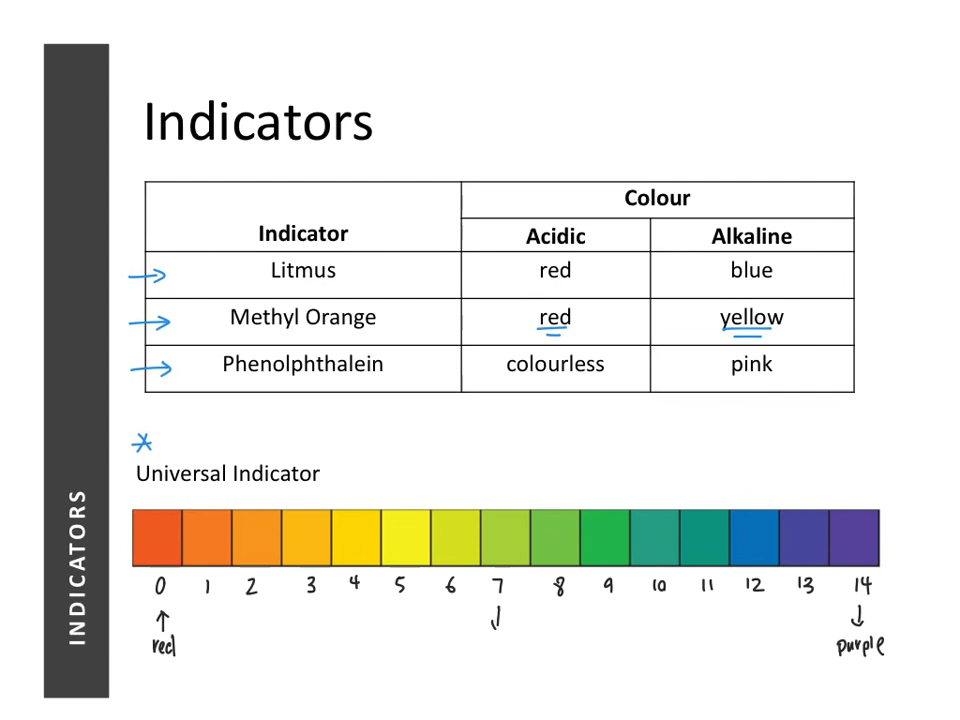 Indicators
Indicator
Colour
Acidic Alkaline
Litmus red blue
Methyl Orange red yellow
Phenolphthalein colourless pink
Universal Indicator
0 1 2 3 4 5 6 7 8 9 10 11 12 13 14
red purple
INDICATORS